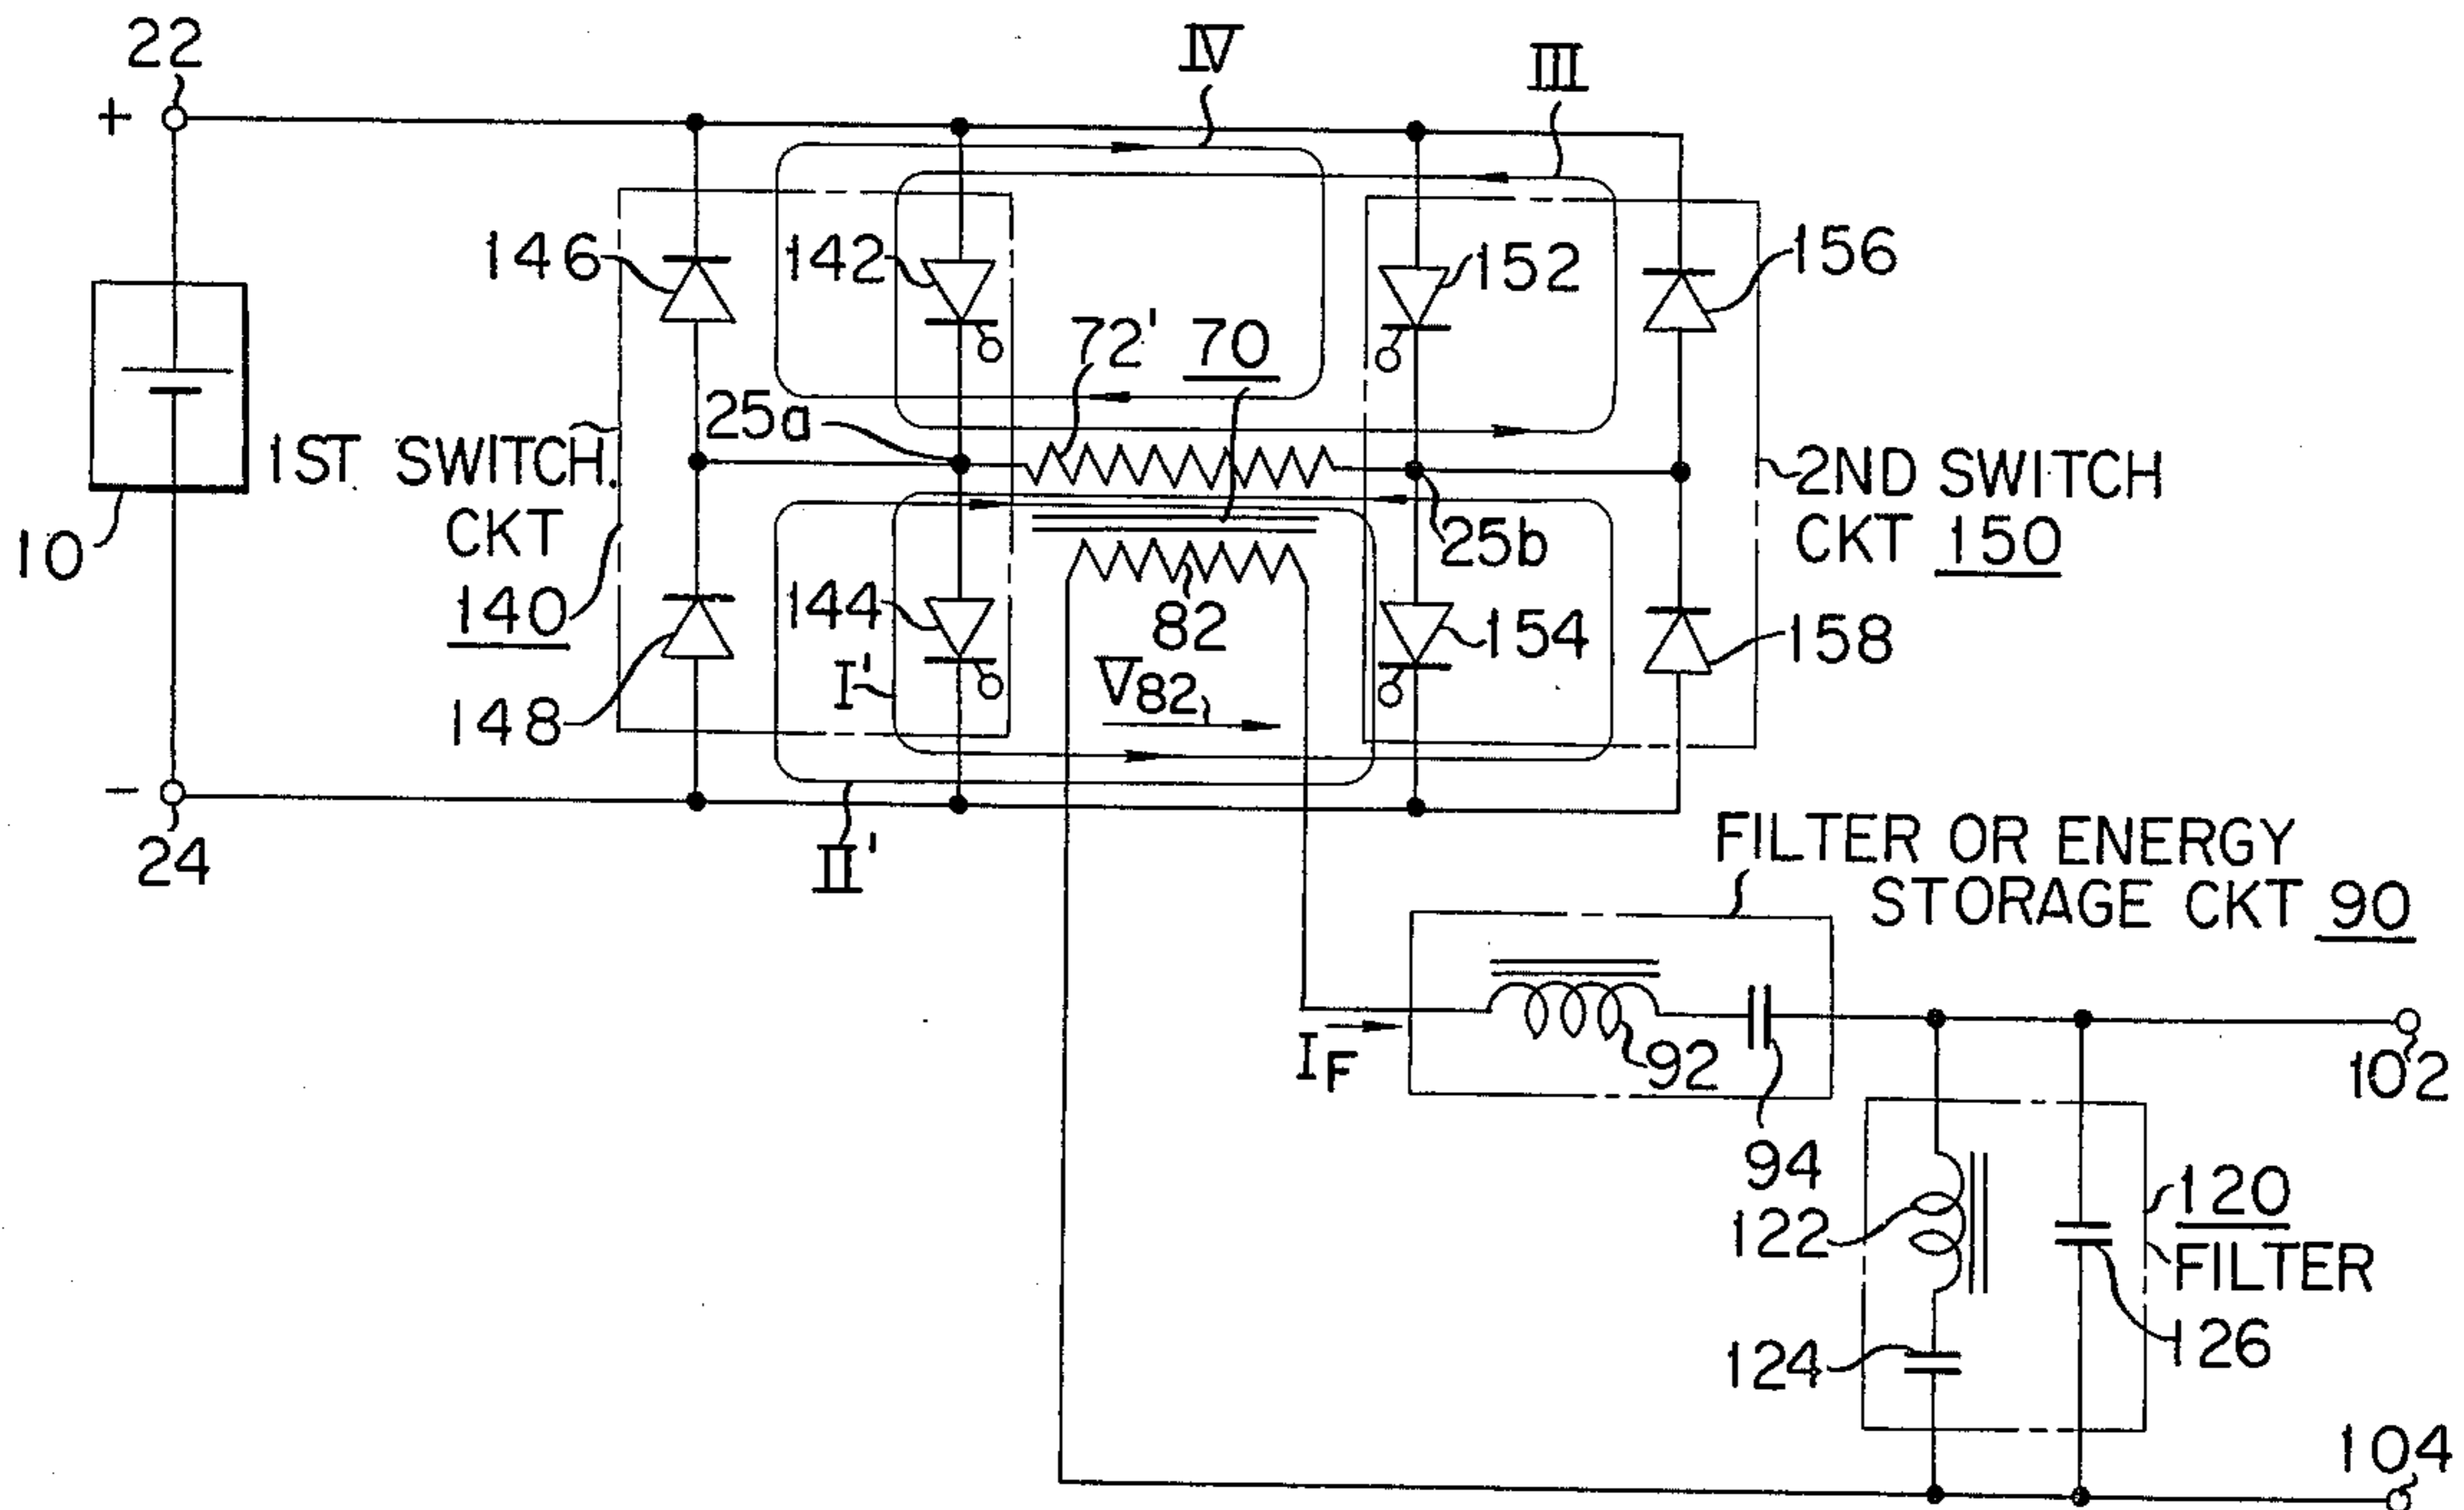 22
+
IV
III
146
142
152
156
72'
70
25a
1ST SWITCH.
CKT
140
10
2ND SWITCH
CKT 150
25b
144
82
154
158
I'
V82
148
−
24
II'
FILTER OR ENERGY
STORAGE CKT 90
IF
92
94
102
122
120
FILTER
124
126
104